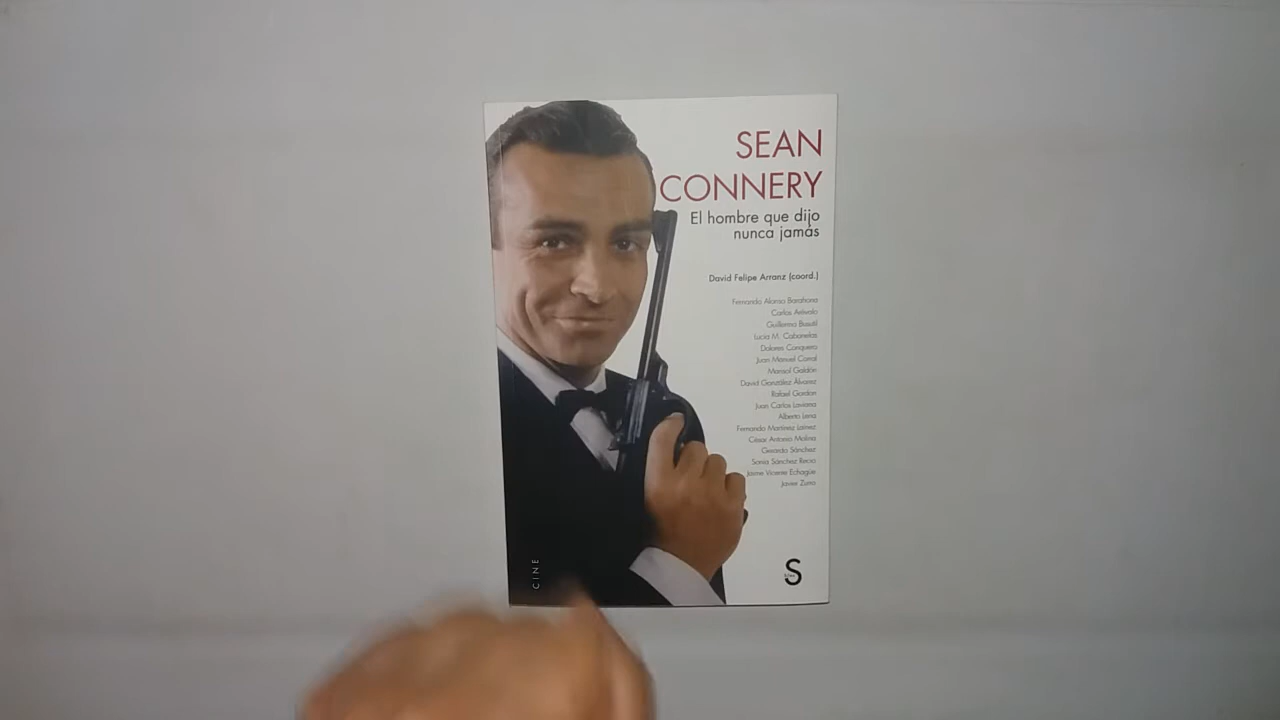 SEAN
CONNERY
El hombre que dijo
nunca jamás
David Felipe Arranz (coord.)
Fernando Alonso Barahona
Carlos Arévalo
Guillermo Busutil
Lucía M. Cabanelas
Dolores Conquero
Juan Manuel Corral
Marisol Galdón
David González Álvarez
Rafael Gordon
Juan Carlos Laviana
Alberto Lena
Fernando Martínez Laínez
César Antonio Molina
Gerardo Sánchez
Sonia Sánchez Recio
Jaime Vicente Echagüe
Javier Zurro
CINE
S